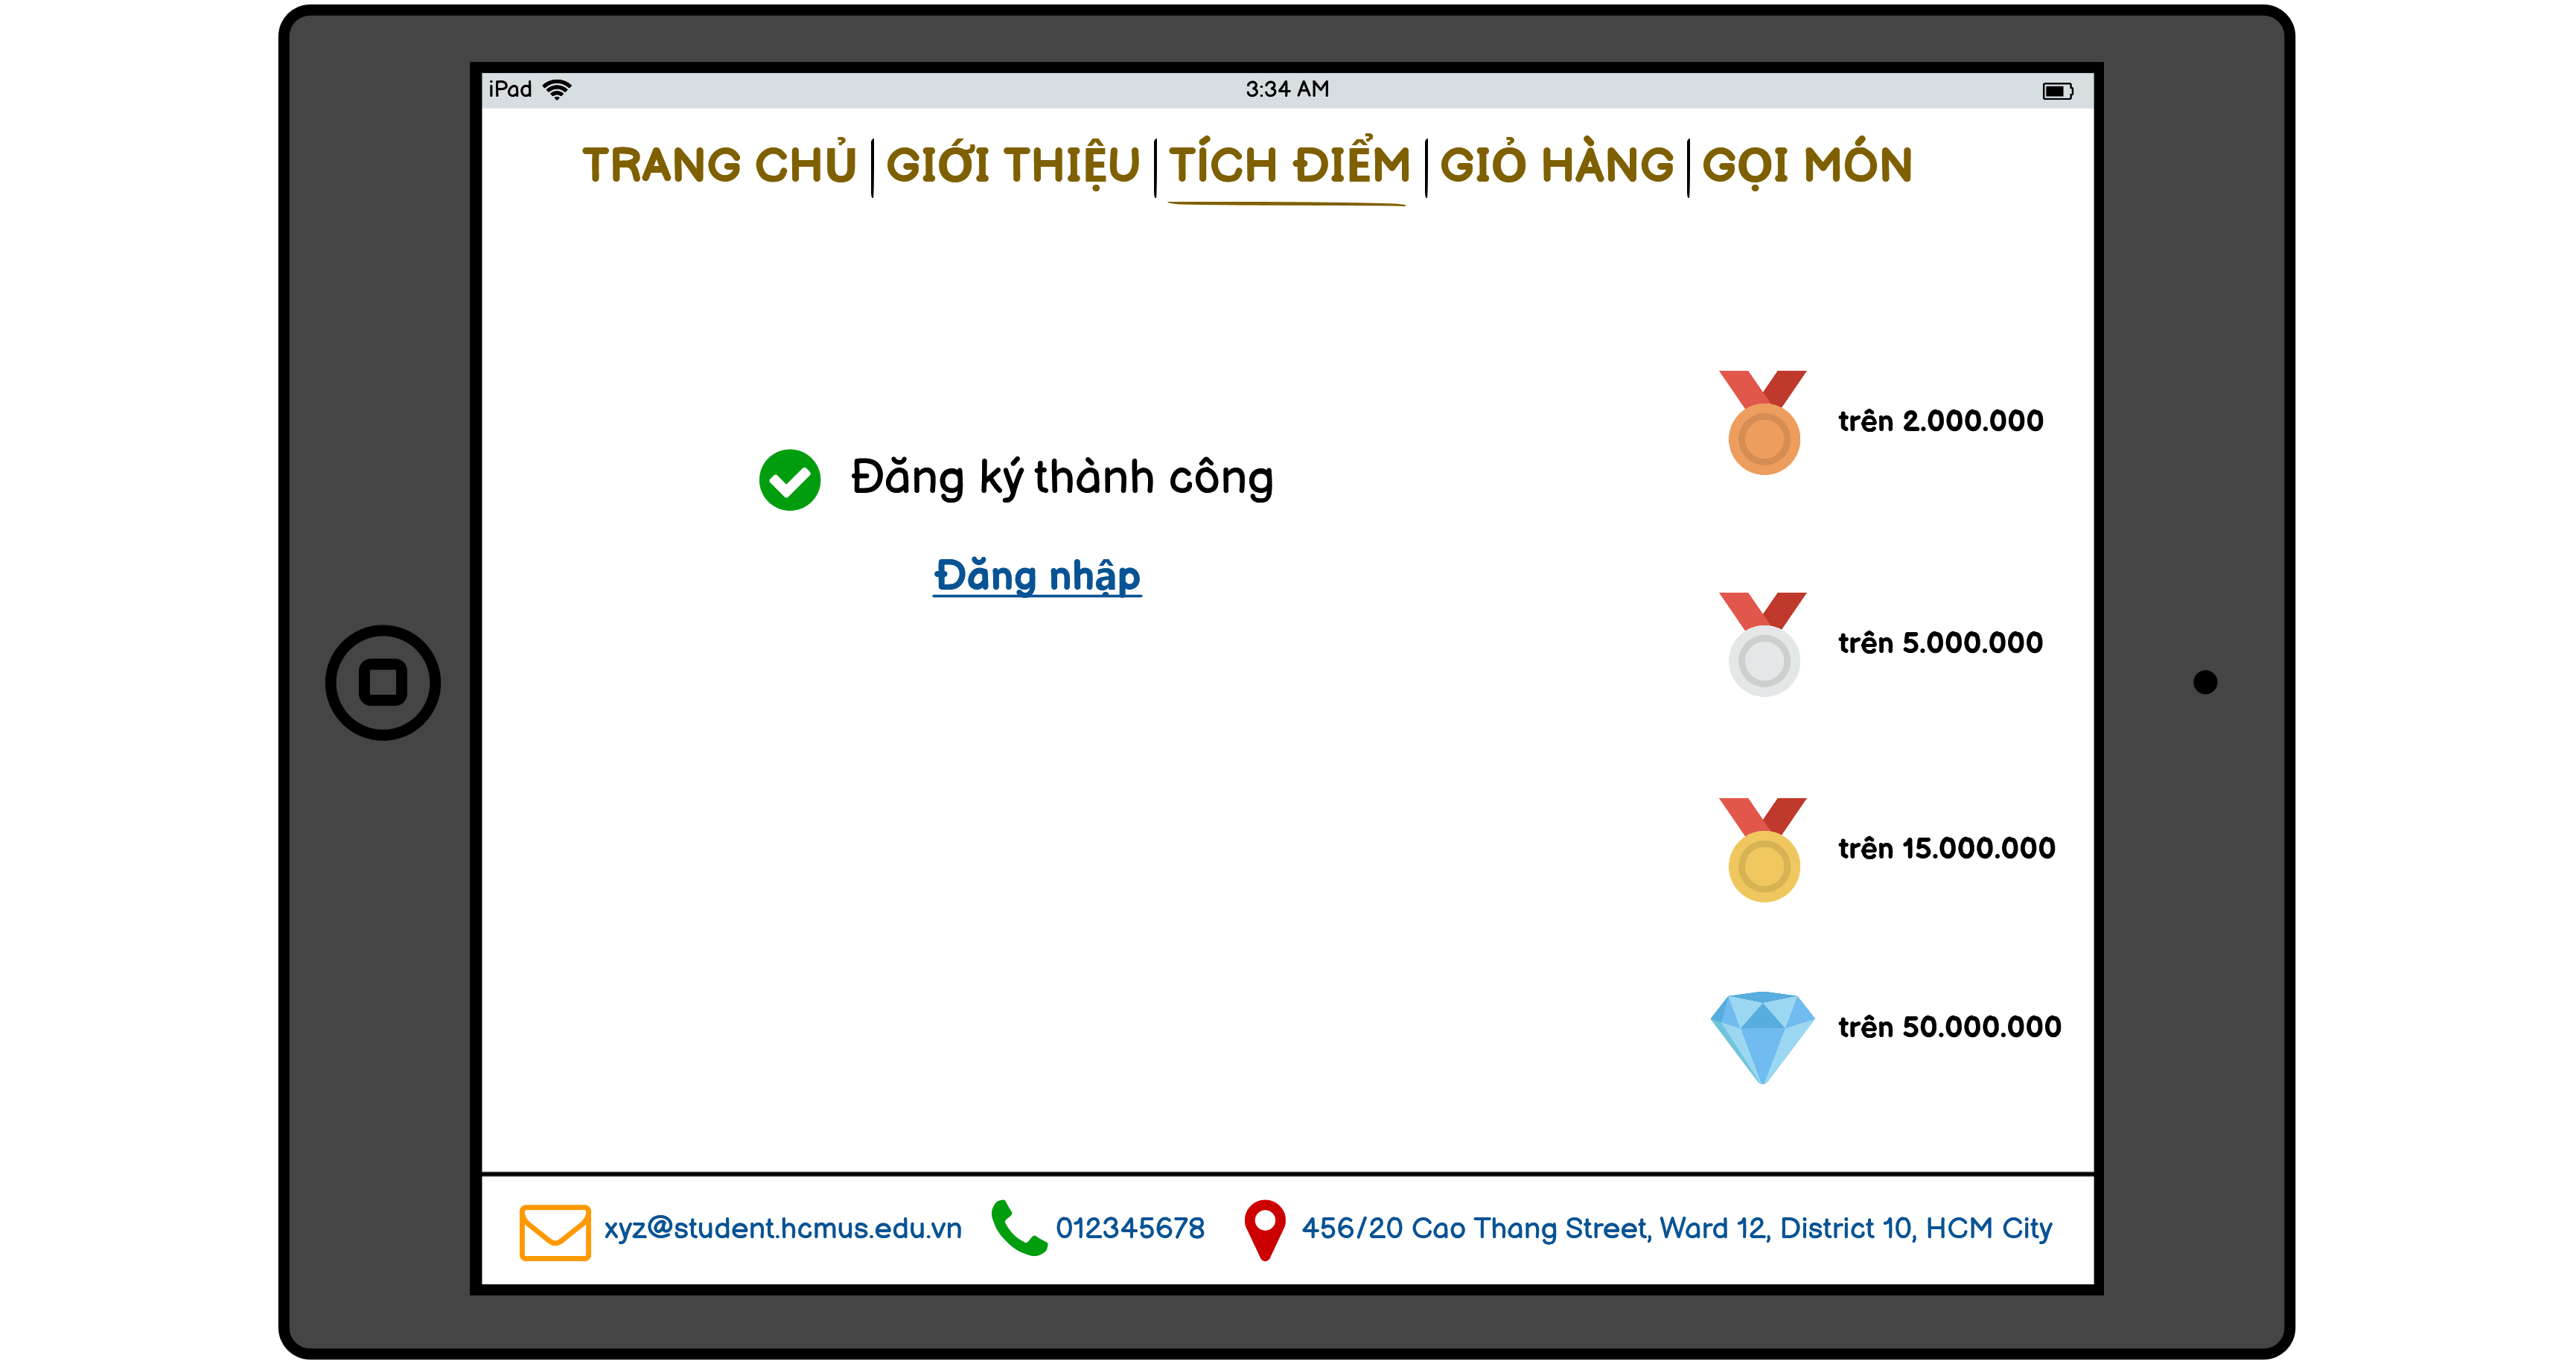 iPad 3:34 AM
TRANG CHỦ GIỚI THIỆU TÍCH ĐIỂM GIỎ HÀNG GỌI MÓN
trên 2.000.000
Đăng ký thành công
Đăng nhập
trên 5.000.000
trên 15.000.000
trên 50.000.000
xyz@student.hcmus.edu.vn 012345678 456/20 Cao Thang Street, Ward 12, District 10, HCM City